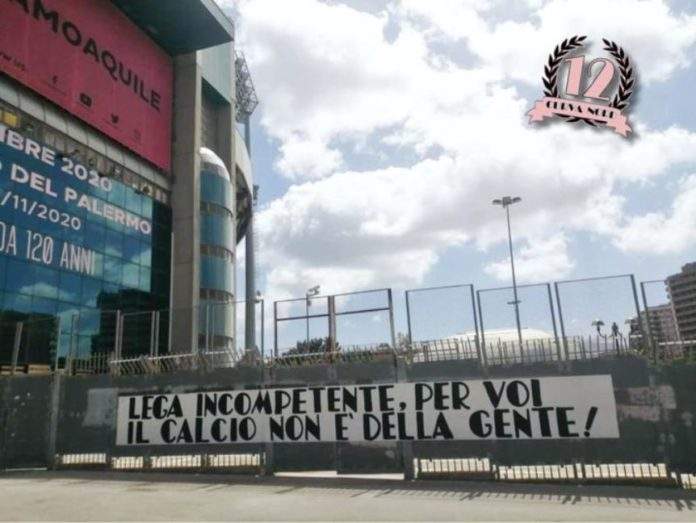 AMOAQUILE
12
CURVA NORD
MBRE 2020
DEL PALERMO
/11/2020
DA 120 ANNI
LEGA INCOMPETENTE, PER VOI
IL CALCIO NON E' DELLA GENTE!